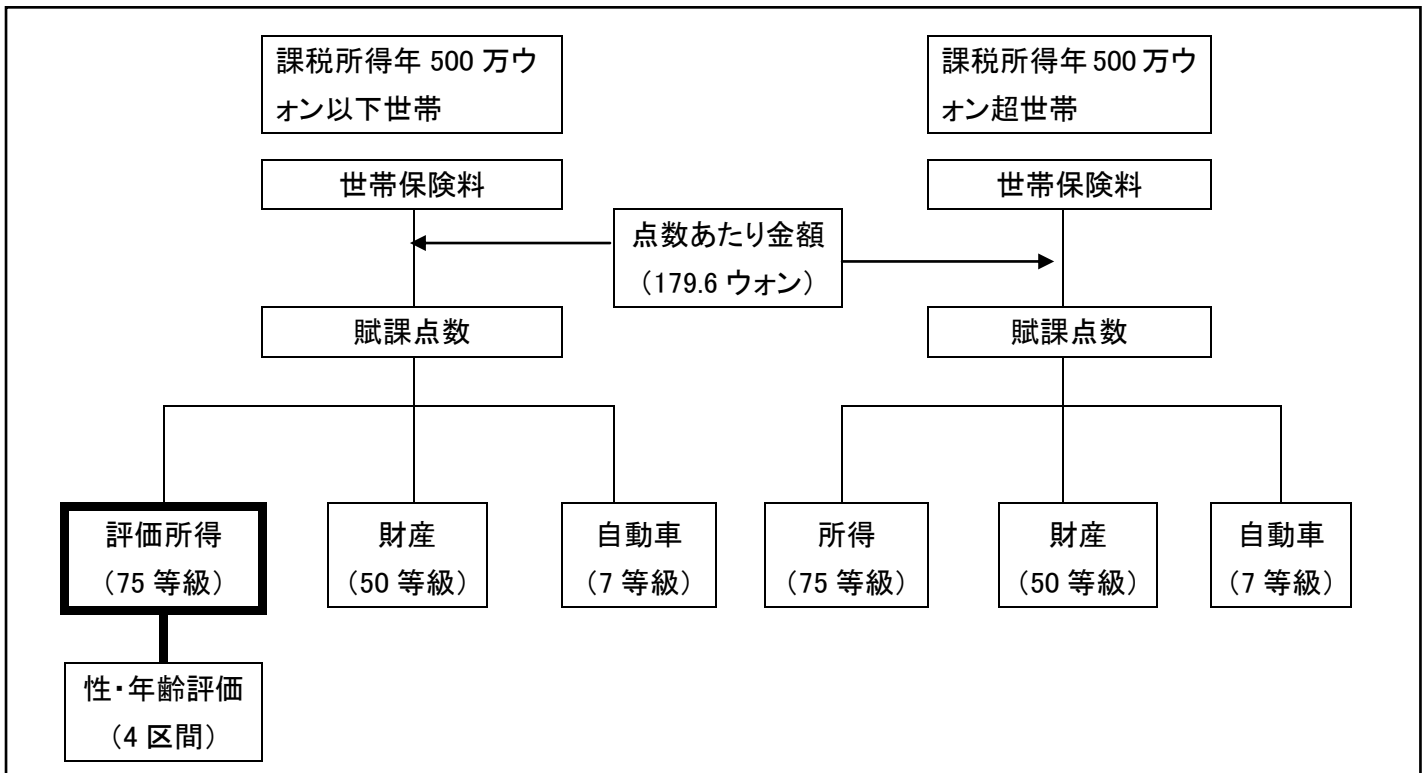 課税所得年 500 万ウ
ォン以下世帯
課税所得年 500 万ウ
ォン超世帯
世帯保険料
世帯保険料
点数あたり金額
（179.6 ウォン）
賦課点数
賦課点数
評価所得
（75 等級）
財産
（50 等級）
自動車
（7 等級）
所得
（75 等級）
財産
（50 等級）
自動車
（7 等級）
性・年齢評価
（4 区間）